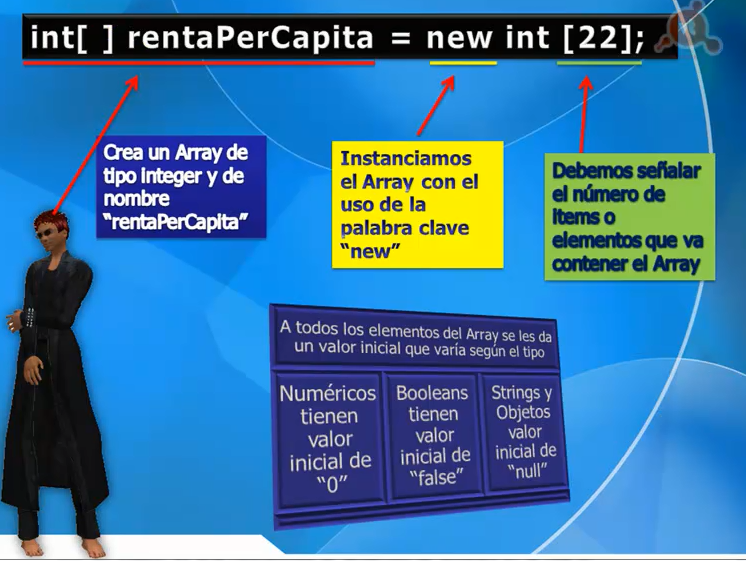 int[ ] rentaPerCapita = new int [22];
Crea un Array de
tipo integer y de
nombre
“rentaPerCapita”
Instanciamos
el Array con el
uso de la
palabra clave
“new”
Debemos señalar
el número de
items o
elementos que va
contener el Array
A todos los elementos del Array se les da
un valor inicial que varía según el tipo
Numéricos
tienen
valor
inicial de
“0”
Booleans
tienen
valor
inicial de
“false”
Strings y
Objetos
valor
inicial de
“null”